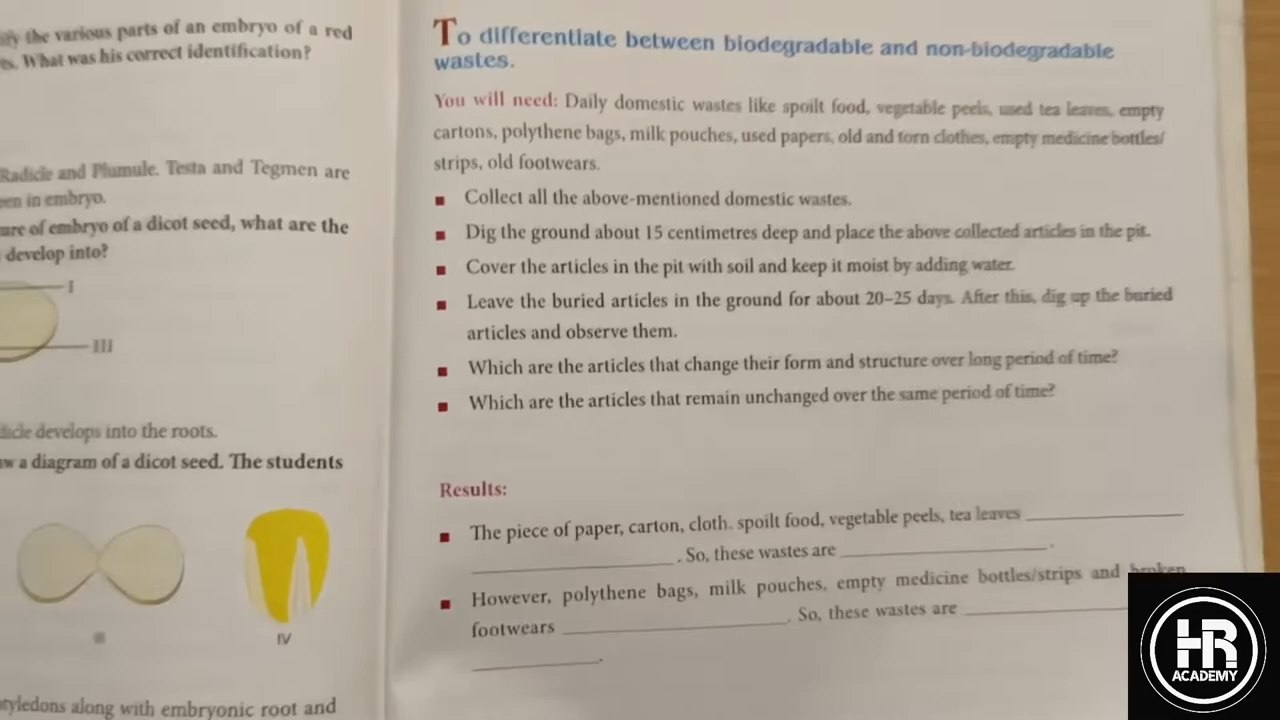 the various parts of an embryo of a red
es. What was his correct identification?
Radicle and Plumule. Testa and Tegmen are
in embryo.
of embryo of a dicot seed, what are the
develop into?
I
III
develops into the roots.
a diagram of a dicot seed. The students
IV
along with embryonic root and
To differentiate between biodegradable and non-biodegradable
wastes.
You will need: Daily domestic wastes like spoilt food, vegetable peels, used tea leaves, empty
cartons, polythene bags, milk pouches, used papers, old and torn clothes, empty medicine bottles/
strips, old footwears.
Collect all the above-mentioned domestic wastes.
Dig the ground about 15 centimetres deep and place the above collected articles in the pit.
Cover the articles in the pit with soil and keep it moist by adding water.
Leave the buried articles in the ground for about 20–25 days. After this, dig up the buried
articles and observe them.
Which are the articles that change their form and structure over long period of time?
Which are the articles that remain unchanged over the same period of time?
Results:
The piece of paper, carton, cloth. spoilt food, vegetable peels, tea leaves ____________
____________. So, these wastes are ____________.
However, polythene bags, milk pouches, empty medicine bottles/strips and broken
footwears ____________. So, these wastes are ____________
____________.
HR
ACADEMY